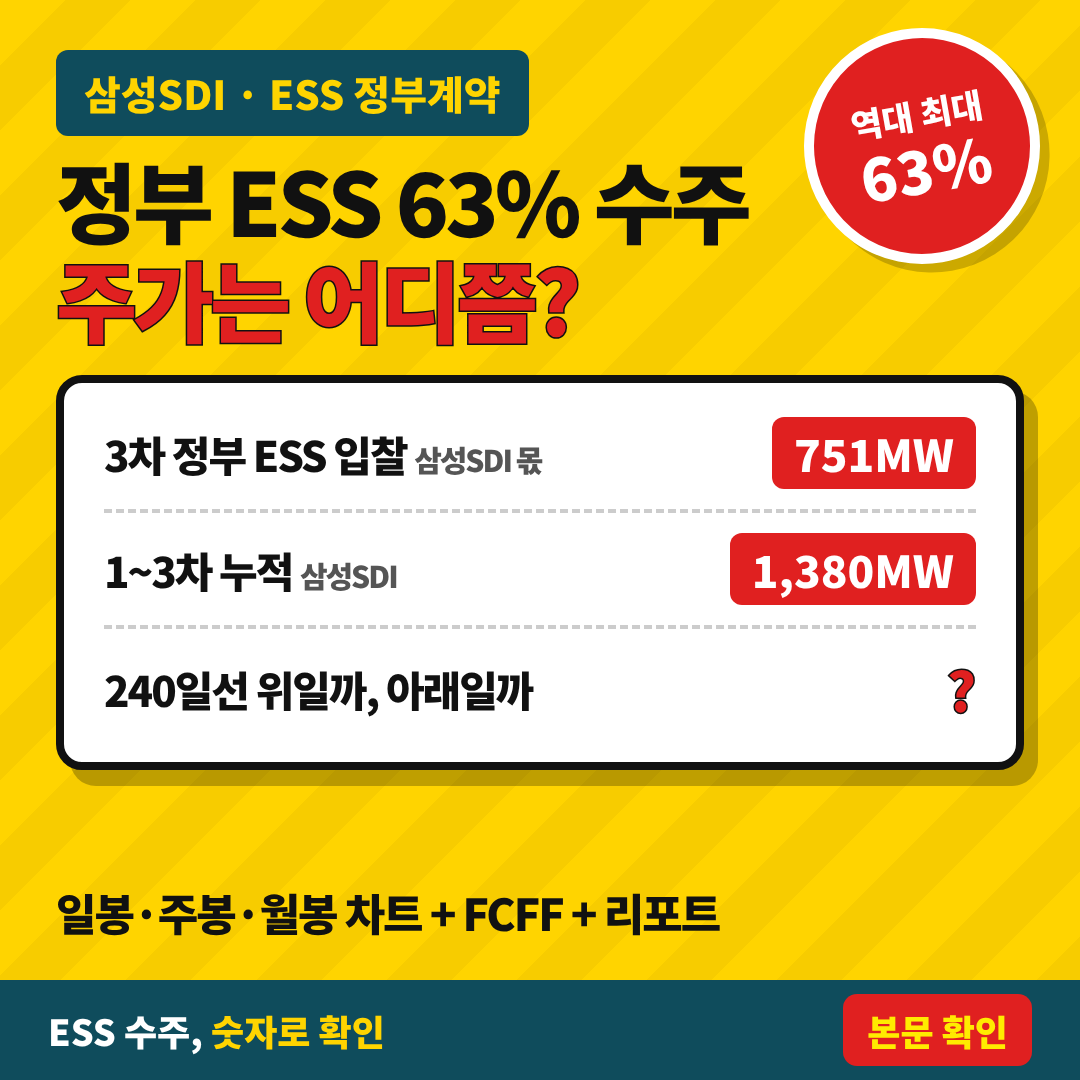 삼성SDI · ESS 정부계약
역대 최대
63%
정부 ESS 63% 수주
주가는 어디쯤?
3차 정부 ESS 입찰 삼성SDI 몫
751MW
1~3차 누적 삼성SDI
1,380MW
240일선 위일까, 아래일까
?
일봉·주봉·월봉 차트 + FCFF + 리포트
ESS 수주, 숫자로 확인
본문 확인